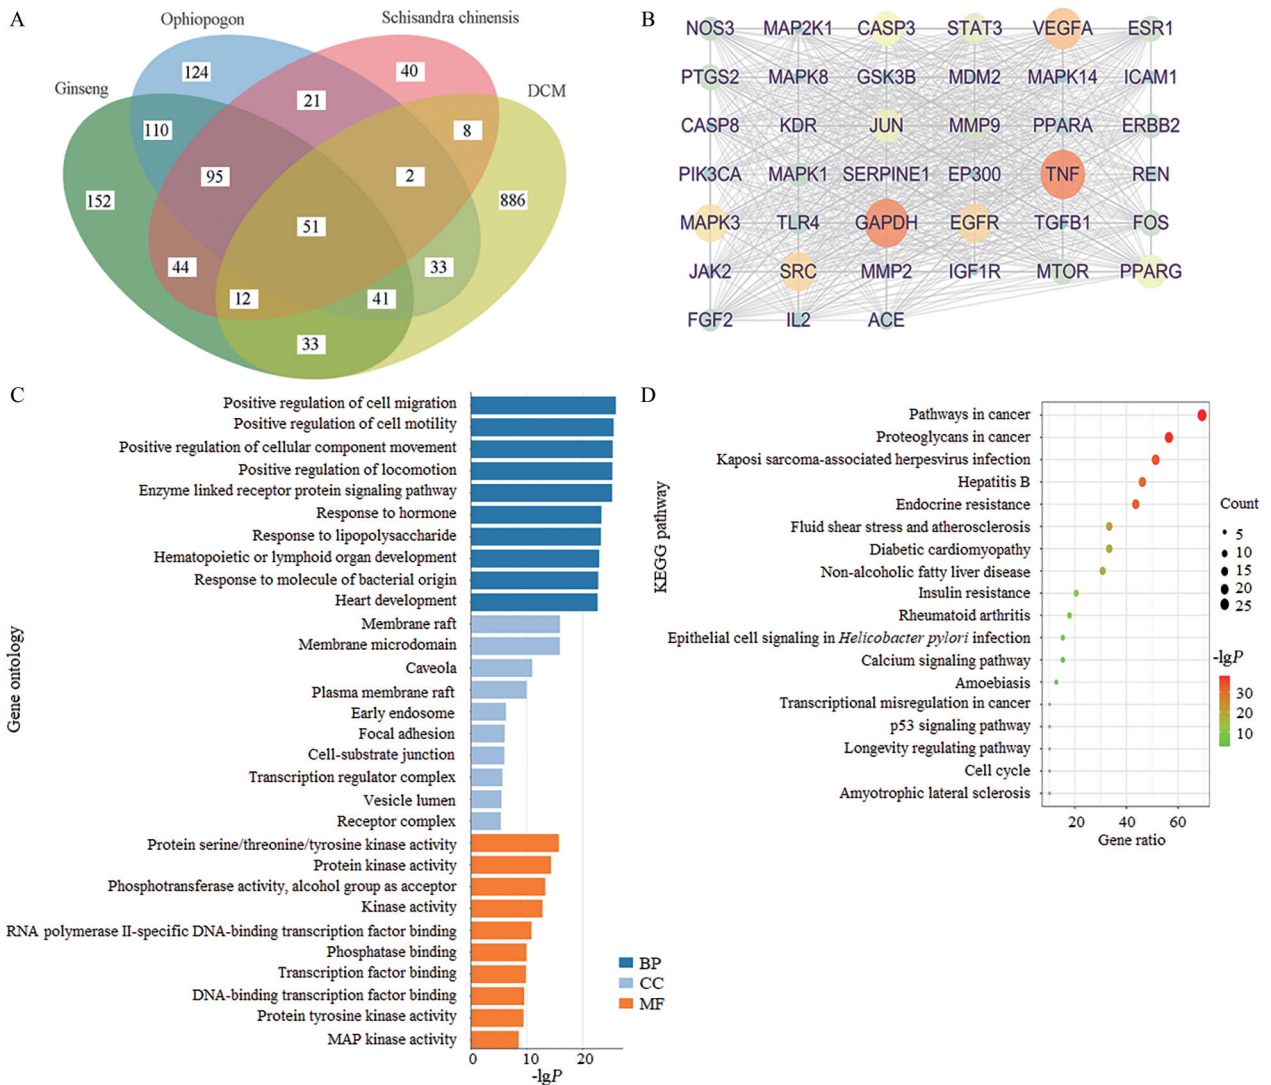 A
Ophiopogon
Schisandra chinensis
Ginseng
DCM
124
40
21
110
8
95
2
152
886
51
44
33
12
41
33
B
NOS3 MAP2K1 CASP3 STAT3 VEGFA ESR1
PTGS2 MAPK8 GSK3B MDM2 MAPK14 ICAM1
CASP8 KDR JUN MMP9 PPARA ERBB2
PIK3CA MAPK1 SERPINE1 EP300 TNF REN
MAPK3 TLR4 GAPDH EGFR TGFB1 FOS
JAK2 SRC MMP2 IGF1R MTOR PPARG
FGF2 IL2 ACE
C
Gene ontology
Positive regulation of cell migration
Positive regulation of cell motility
Positive regulation of cellular component movement
Positive regulation of locomotion
Enzyme linked receptor protein signaling pathway
Response to hormone
Response to lipopolysaccharide
Hematopoietic or lymphoid organ development
Response to molecule of bacterial origin
Heart development
Membrane raft
Membrane microdomain
Caveola
Plasma membrane raft
Early endosome
Focal adhesion
Cell-substrate junction
Transcription regulator complex
Vesicle lumen
Receptor complex
Protein serine/threonine/tyrosine kinase activity
Protein kinase activity
Phosphotransferase activity, alcohol group as acceptor
Kinase activity
RNA polymerase II-specific DNA-binding transcription factor binding
Phosphatase binding
Transcription factor binding
DNA-binding transcription factor binding
Protein tyrosine kinase activity
MAP kinase activity
0 10 20
-lgP
BP
CC
MF
D
KEGG pathway
Pathways in cancer
Proteoglycans in cancer
Kaposi sarcoma-associated herpesvirus infection
Hepatitis B
Endocrine resistance
Fluid shear stress and atherosclerosis
Diabetic cardiomyopathy
Non-alcoholic fatty liver disease
Insulin resistance
Rheumatoid arthritis
Epithelial cell signaling in Helicobacter pylori infection
Calcium signaling pathway
Amoebiasis
Transcriptional misregulation in cancer
p53 signaling pathway
Longevity regulating pathway
Cell cycle
Amyotrophic lateral sclerosis
20 40 60
Gene ratio
Count
5
10
15
20
25
-lgP
30
20
10